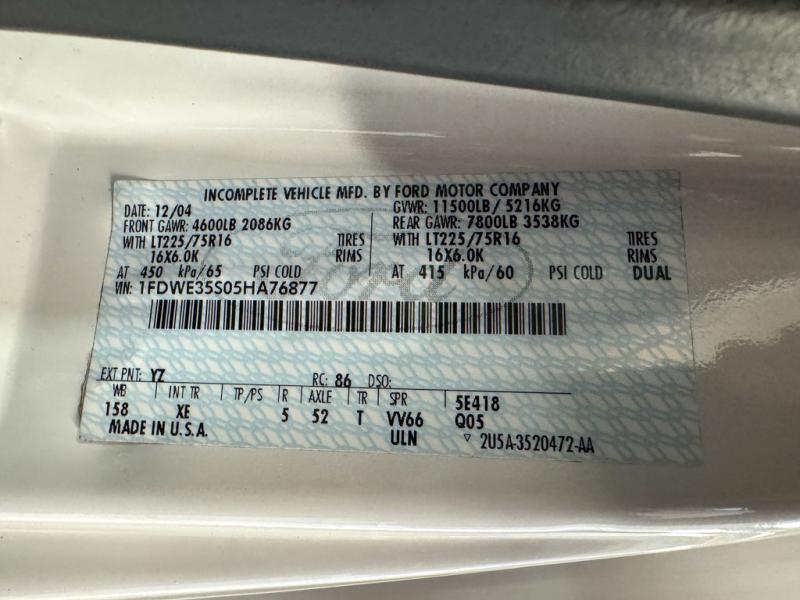 INCOMPLETE VEHICLE MFD. BY FORD MOTOR COMPANY
DATE: 12/04 GVWR: 11500LB/ 5216KG
FRONT GAWR: 4600LB 2086KG REAR GAWR: 7800LB 3538KG
WITH LT225/75R16 TIRES WITH LT225/75R16 TIRES
16X6.0K RIMS 16X6.0K RIMS
AT 450 kPa/65 PSI COLD AT 415 kPa/60 PSI COLD DUAL
VIN: 1FDWE35S05HA76877
EXT PNT: YZ RC: 86 DSO:
WB INT TR TP/PS R AXLE TR SPR 5E418
158 XE 5 52 T VV66 Q05
MADE IN U.S.A. ULN ▽ 2U5A-3520472-AA
Ford